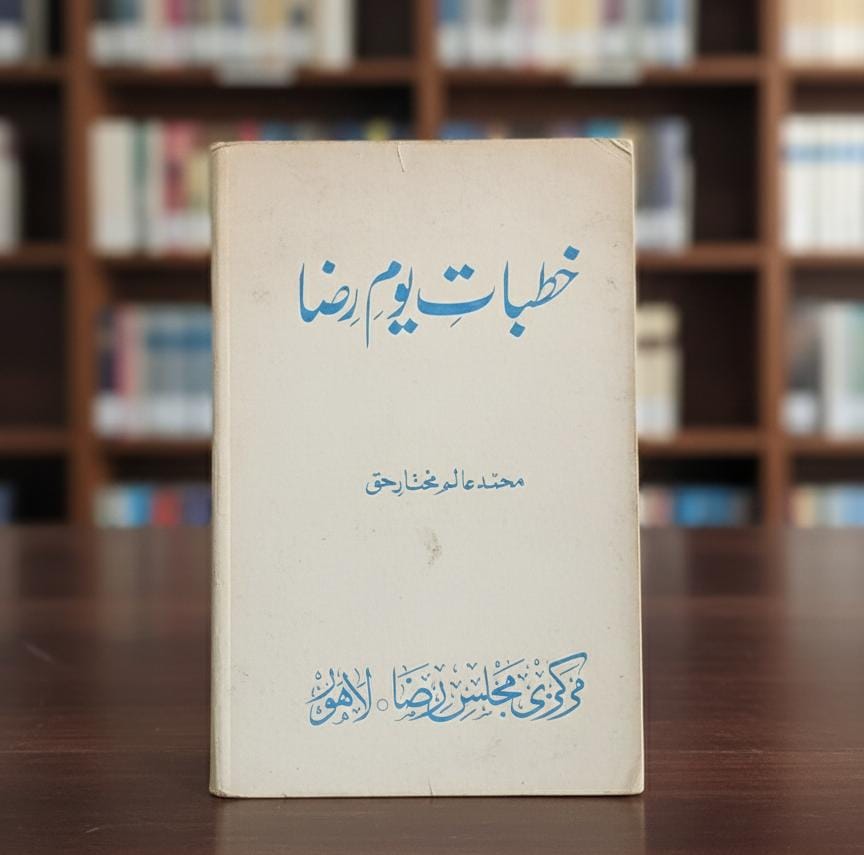 خطباتِ یومِ رضا
محمد عالم مختارِ حق
مرکزی مجلسِ رضا ○ لاہور